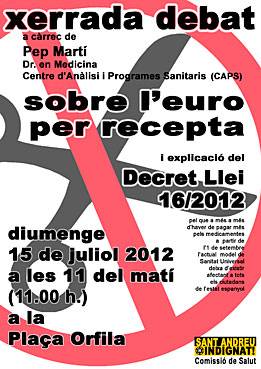 xerrada debat
a càrrec de
Pep Martí
Dr. en Medicina
Centre d'Anàlisi i Programes Sanitaris (CAPS)
sobre l'euro
per recepta
i explicació del
Decret Llei
16/2012
pel que a més a més
d'haver de pagar més
pels medicamentes
a partir de
l'1 de setembre
l'actual model de
Sanitat Universal
deixa d'existir
afectant a tots
els ciutadans
de l'estat espanyol
diumenge
15 de juliol 2012
a les 11 del matí
(11.00 h.)
a la
Plaça Orfila
SANT ANDREU
INDIGNAT!
Comissió de Salut